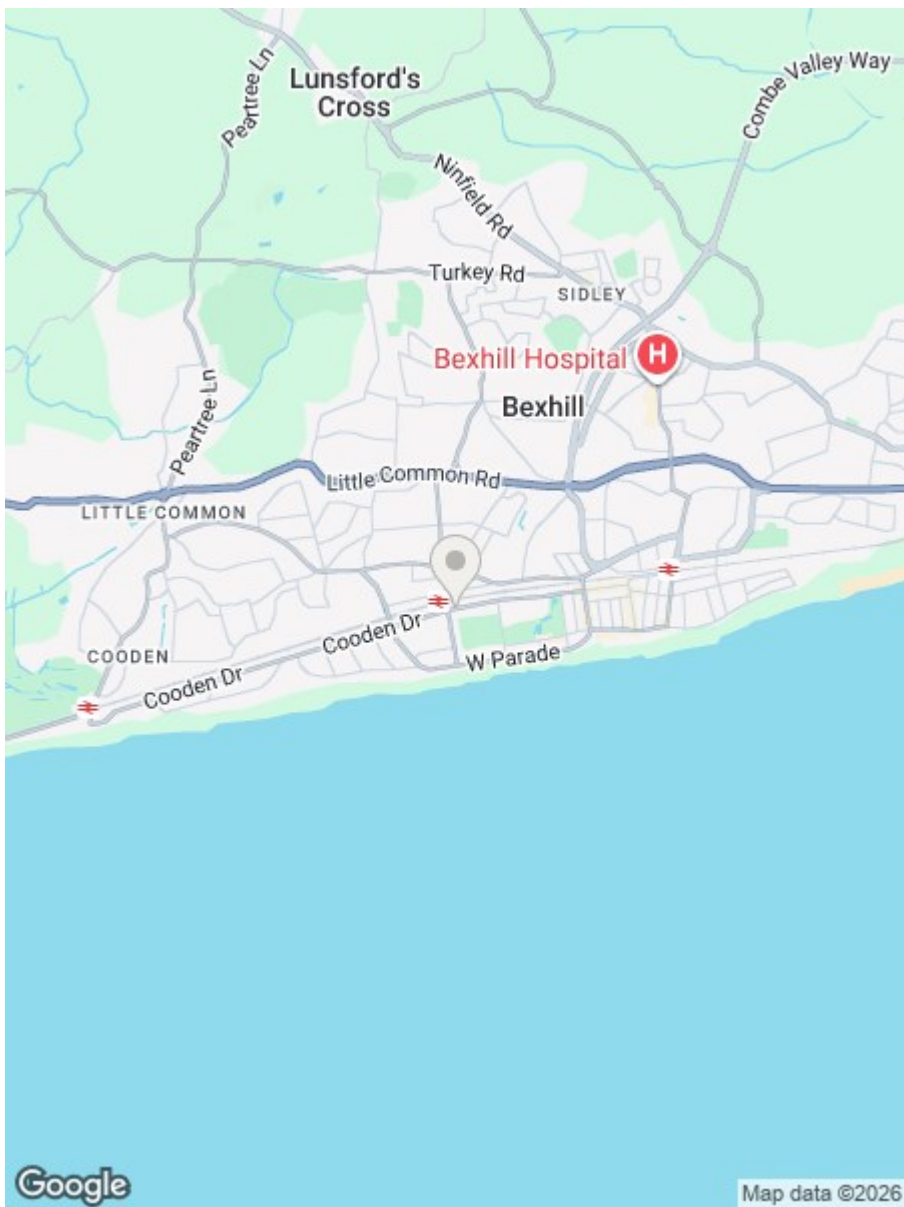 Lunsford's
Cross
Peartree Ln
Combe Valley Way
Ninfield Rd
Turkey Rd
SIDLEY
Bexhill Hospital
H
Bexhill
Peartree Ln
Little Common Rd
LITTLE COMMON
Cooden Dr
W Parade
COODEN
Cooden Dr
Google
Map data ©2026